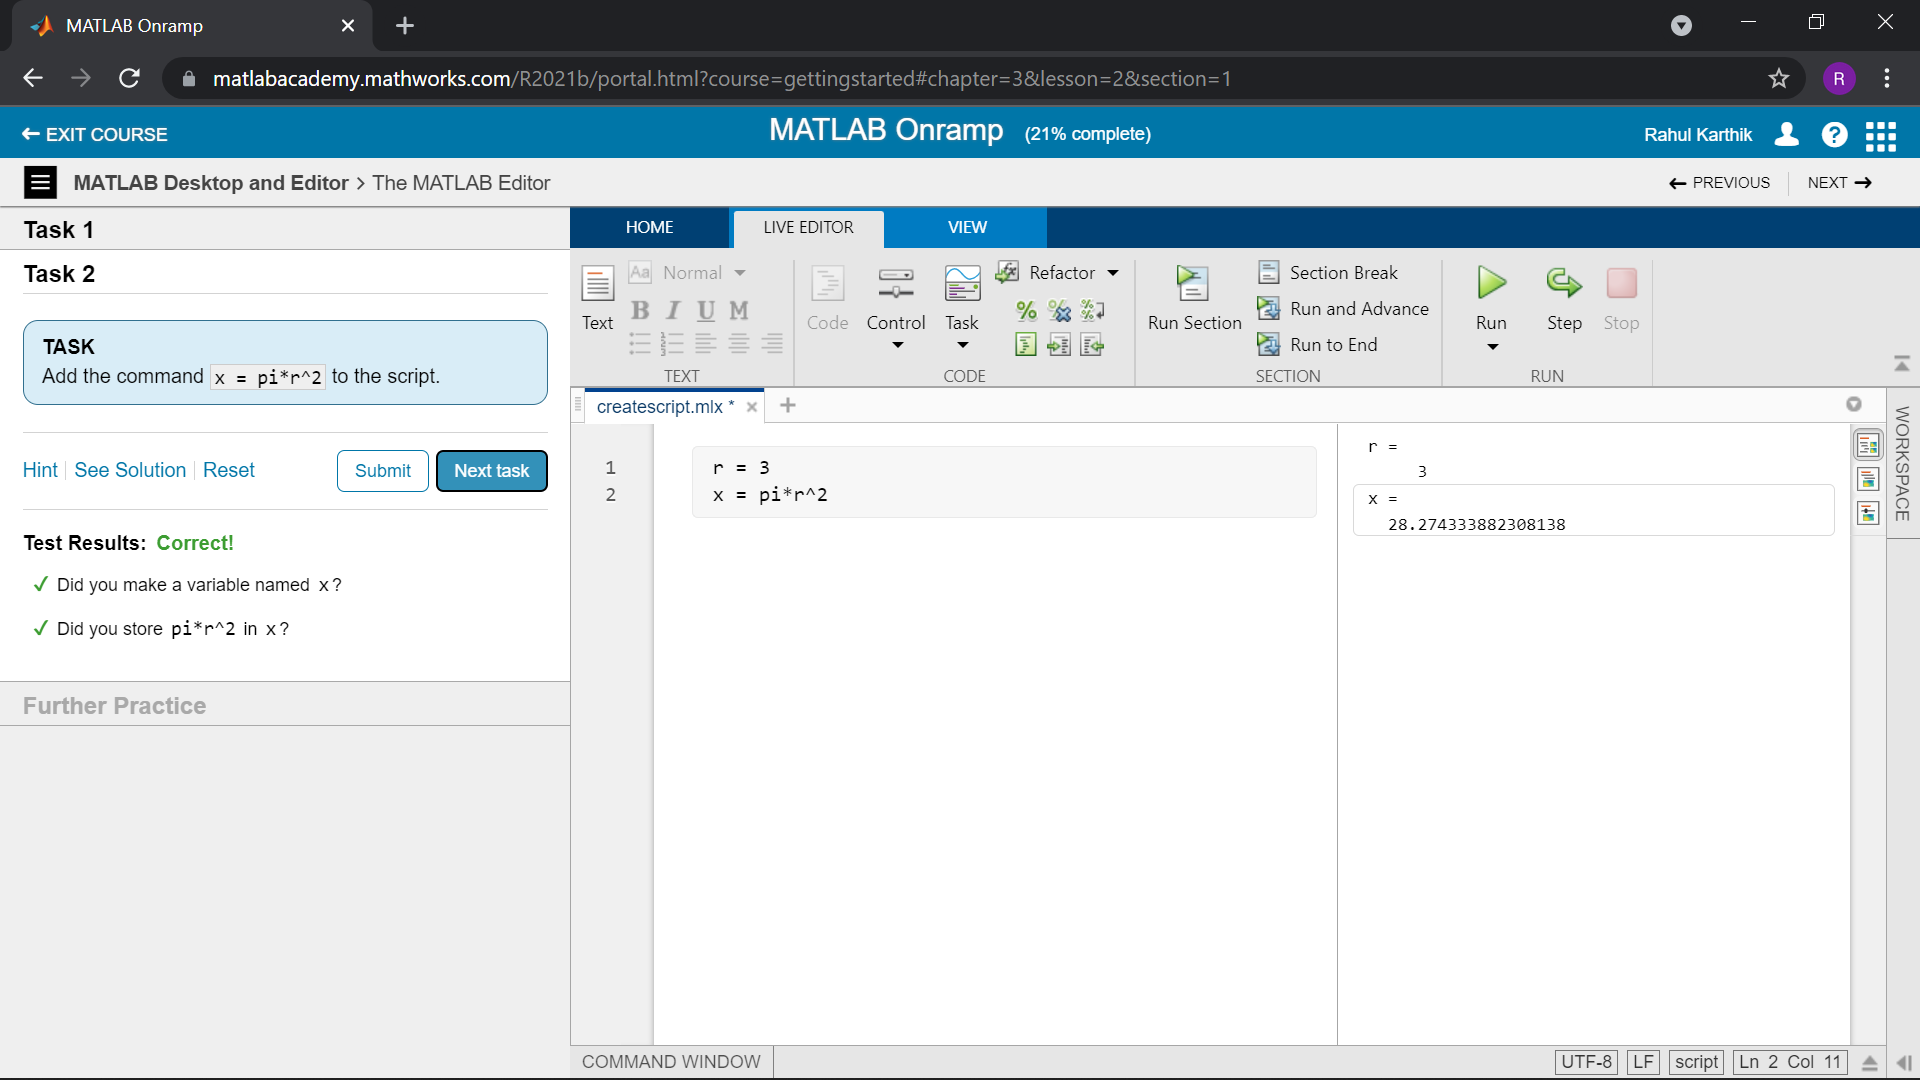 MATLAB Onramp
matlabacademy.mathworks.com/R2021b/portal.html?course=gettingstarted#chapter=3&lesson=2&section=1
R
EXIT COURSE
MATLAB Onramp (21% complete)
Rahul Karthik
?
MATLAB Desktop and Editor > The MATLAB Editor
PREVIOUS
NEXT
Task 1
Task 2
TASK
Add the command x = pi*r^2 to the script.
Hint
See Solution
Reset
Submit
Next task
Test Results: Correct!
Did you make a variable named x?
Did you store pi*r^2 in x?
Further Practice
HOME
LIVE EDITOR
VIEW
Text
Aa Normal
B I U M
TEXT
Code
Control
Task
Refactor
CODE
Run Section
Section Break
Run and Advance
Run to End
SECTION
Run
Step
Stop
RUN
createscript.mlx *
1 r = 3
2 x = pi*r^2
r =
3
x =
28.274333882308138
WORKSPACE
COMMAND WINDOW
UTF-8
LF
script
Ln 2 Col 11